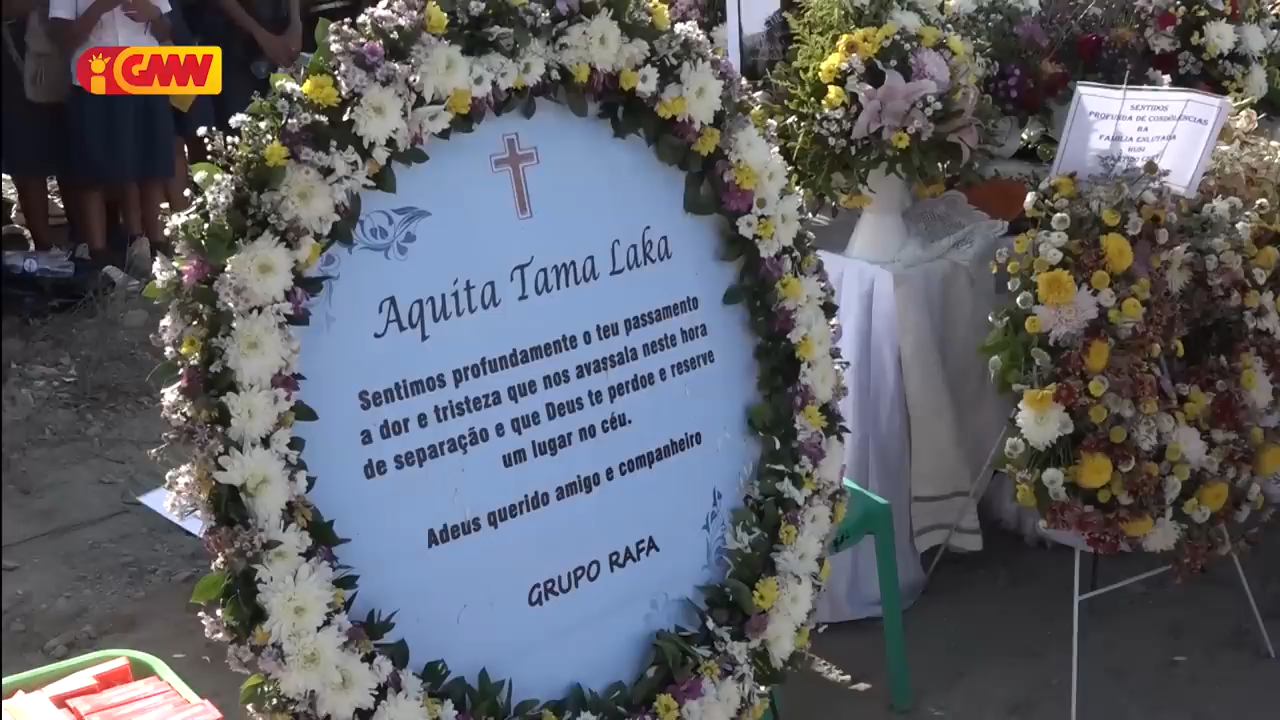 GMN
Aquita Tama Laka
Sentimos profundamente o teu passamento
a dor e tristeza que nos avassala neste hora
de separação e que Deus te perdoe e reserve
um lugar no céu.
Adeus querido amigo e companheiro
GRUPO RAFA
SENTIDOS
PROFUNDA DE CONDOLÊNCIAS
BA
FAMILIA ENLUTADA
HUSI